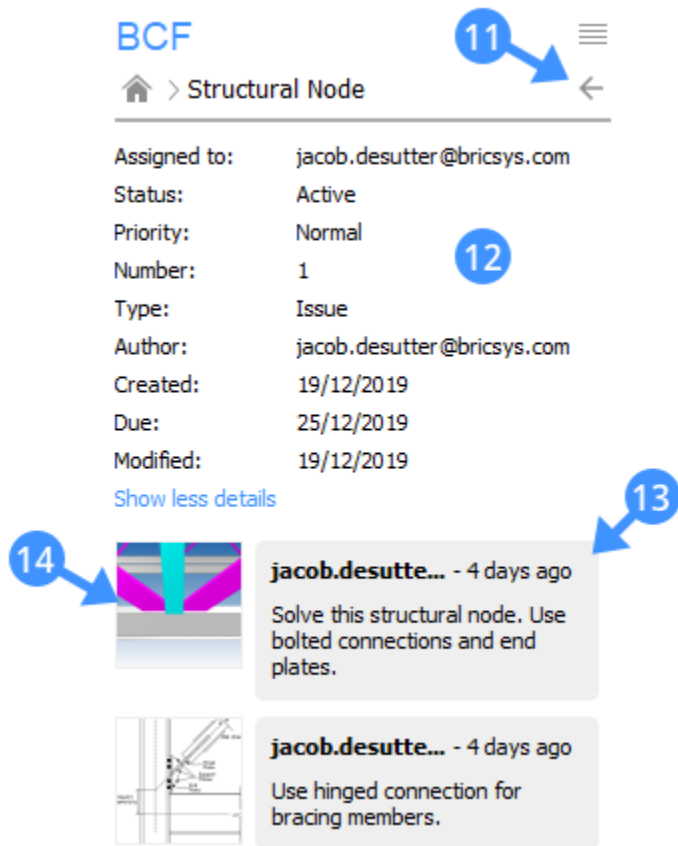 BCF
11
Structural Node
Assigned to: jacob.desutter@bricsys.com
Status: Active
Priority: Normal
12
Number: 1
Type: Issue
Author: jacob.desutter@bricsys.com
Created: 19/12/2019
Due: 25/12/2019
Modified: 19/12/2019
Show less details
13
14
jacob.desutte... - 4 days ago
Solve this structural node. Use
bolted connections and end
plates.
jacob.desutte... - 4 days ago
Use hinged connection for
bracing members.